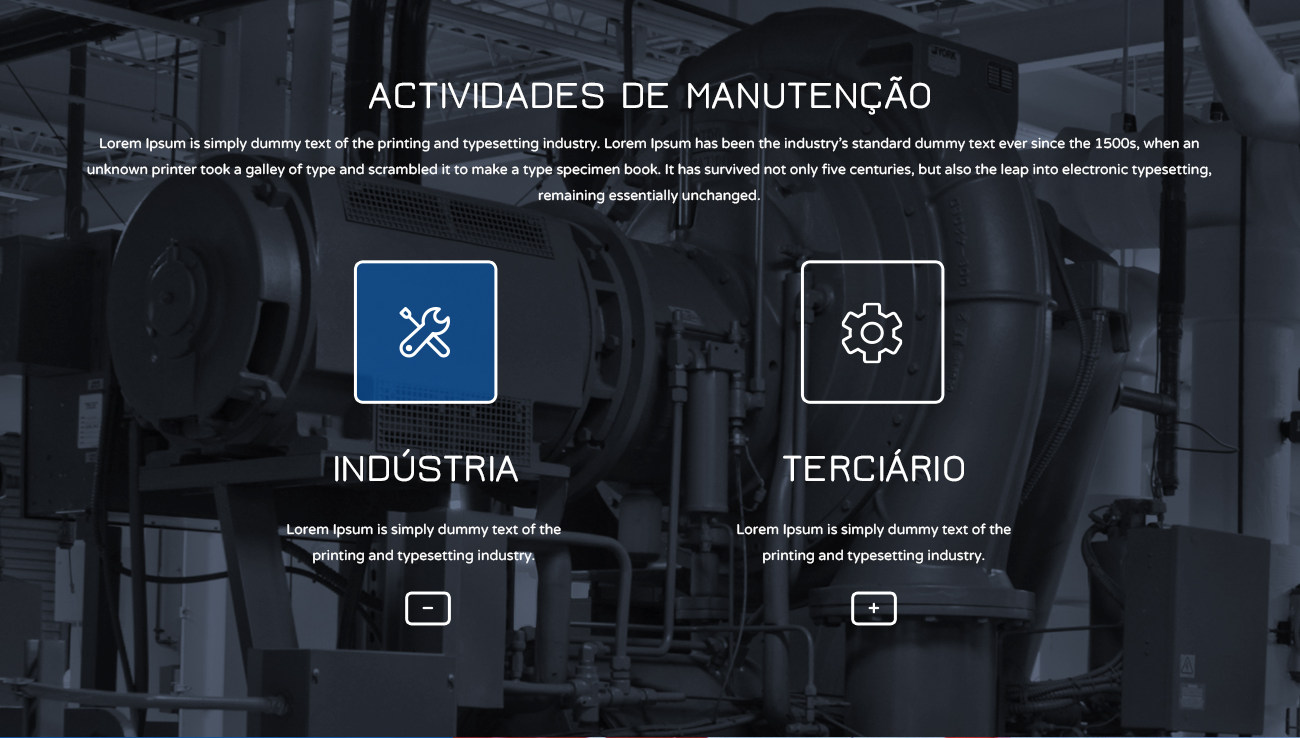 ACTIVIDADES DE MANUTENÇÃO
Lorem Ipsum is simply dummy text of the printing and typesetting industry. Lorem Ipsum has been the industry's standard dummy text ever since the 1500s, when an
unknown printer took a galley of type and scrambled it to make a type specimen book. It has survived not only five centuries, but also the leap into electronic typesetting,
remaining essentially unchanged.
INDÚSTRIA
TERCIÁRIO
Lorem Ipsum is simply dummy text of the
printing and typesetting industry.
Lorem Ipsum is simply dummy text of the
printing and typesetting industry.
−
+